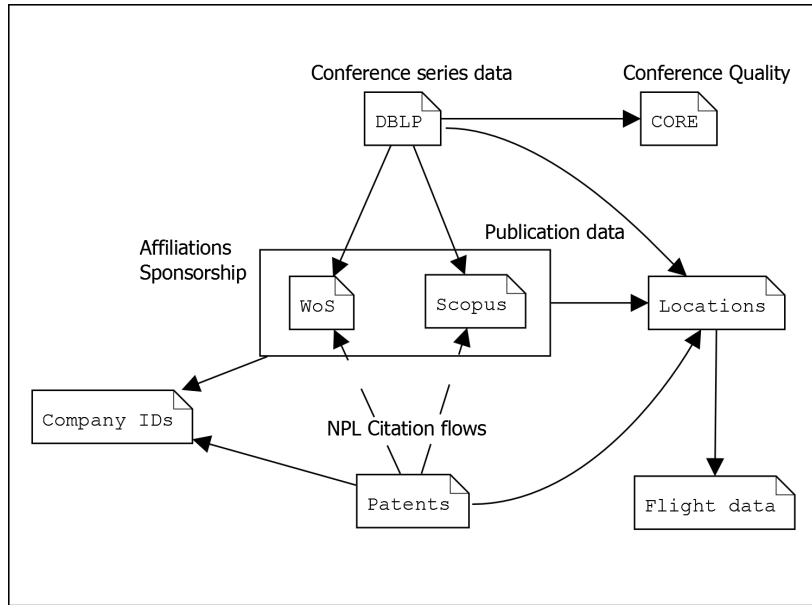 Conference series data
Conference Quality
DBLP
CORE
Publication data
Affiliations
Sponsorship
WoS
Scopus
Locations
Company IDs
NPL Citation flows
Patents
Flight data